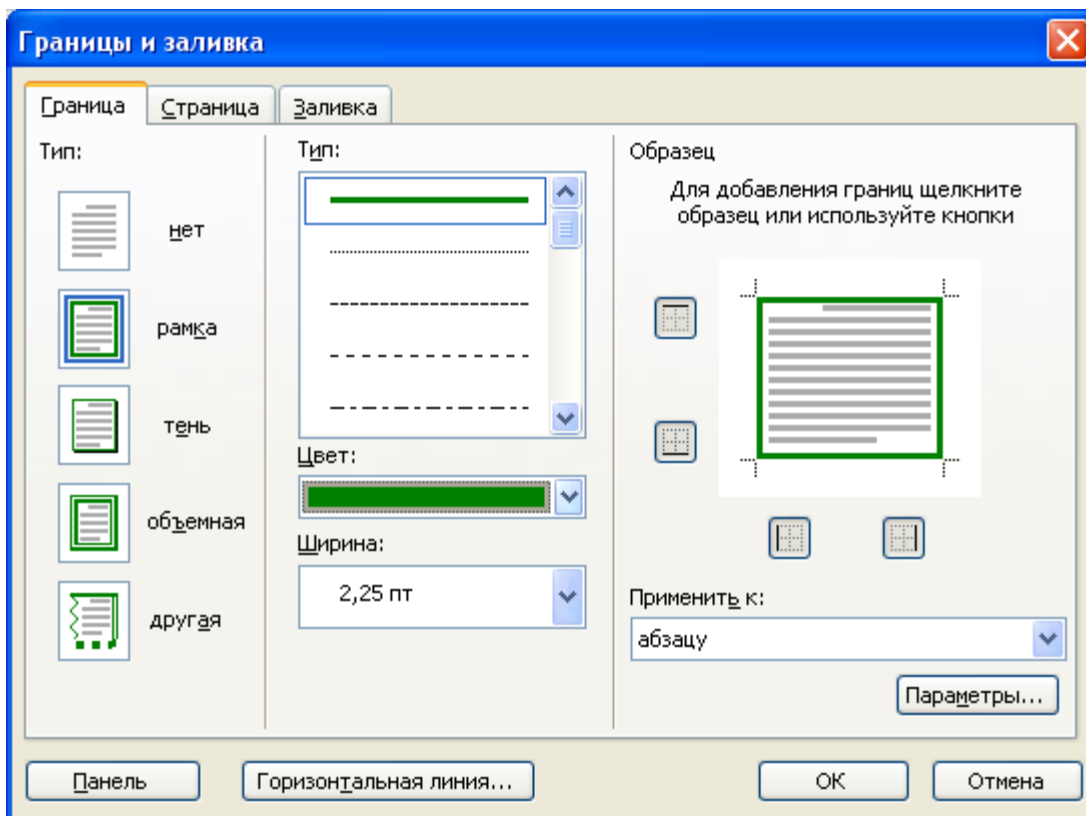 Границы и заливка
Граница
Страница
Заливка
Тип:
нет
рамка
тень
объемная
другая
Тип:
Цвет:
Ширина:
2,25 пт
Образец
Для добавления границ щелкните
образец или используйте кнопки
Применить к:
абзацу
Параметры...
Панель
Горизонтальная линия...
ОК
Отмена